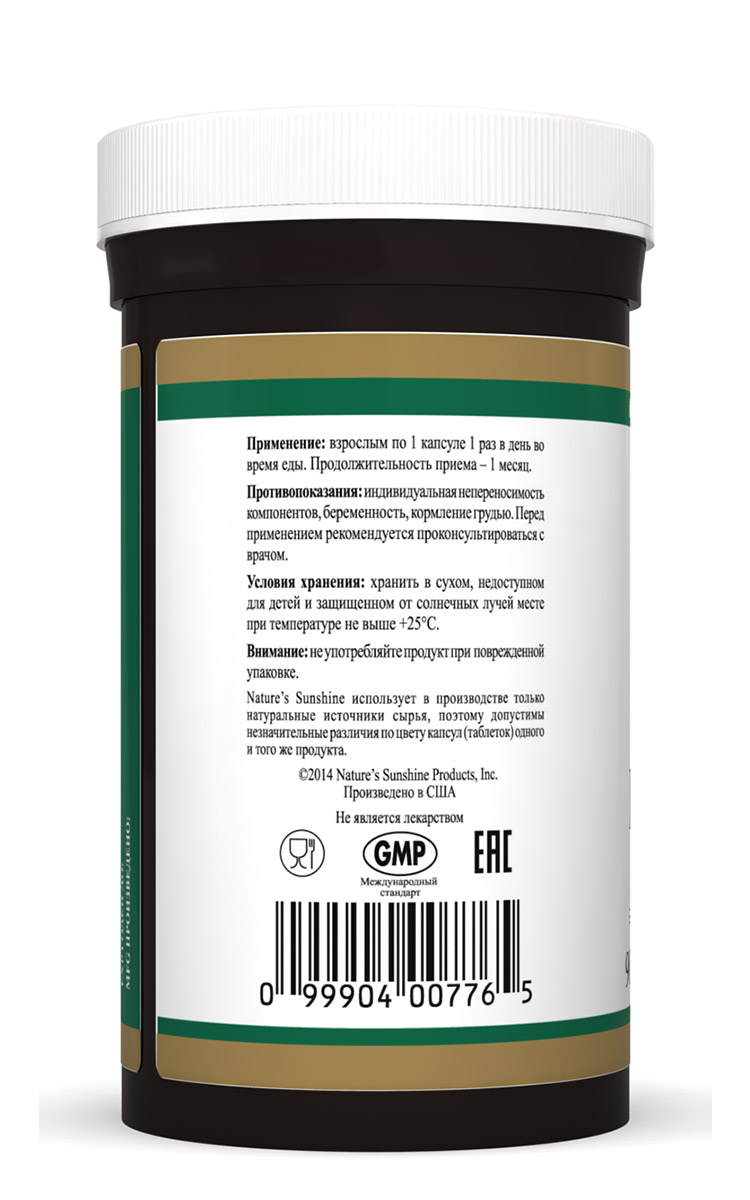 Применение: взрослым по 1 капсуле 1 раз в день во
время еды. Продолжительность приема – 1 месяц.
Противопоказания: индивидуальная непереносимость
компонентов, беременность, кормление грудью. Перед
применением рекомендуется проконсультироваться с
врачом.
Условия хранения: хранить в сухом, недоступном
для детей и защищенном от солнечных лучей месте
при температуре не выше +25°С.
Внимание: не употребляйте продукт при поврежденной
упаковке.
Nature's Sunshine использует в производстве только
натуральные источники сырья, поэтому допустимы
незначительные различия по цвету капсул (таблеток) одного
и того же продукта.
©2014 Nature's Sunshine Products, Inc.
Произведено в США
Не является лекарством
GMP
EAC
Международный
стандарт
0 99904 00776 5
MFG ПРОИЗВЕДЕНО: